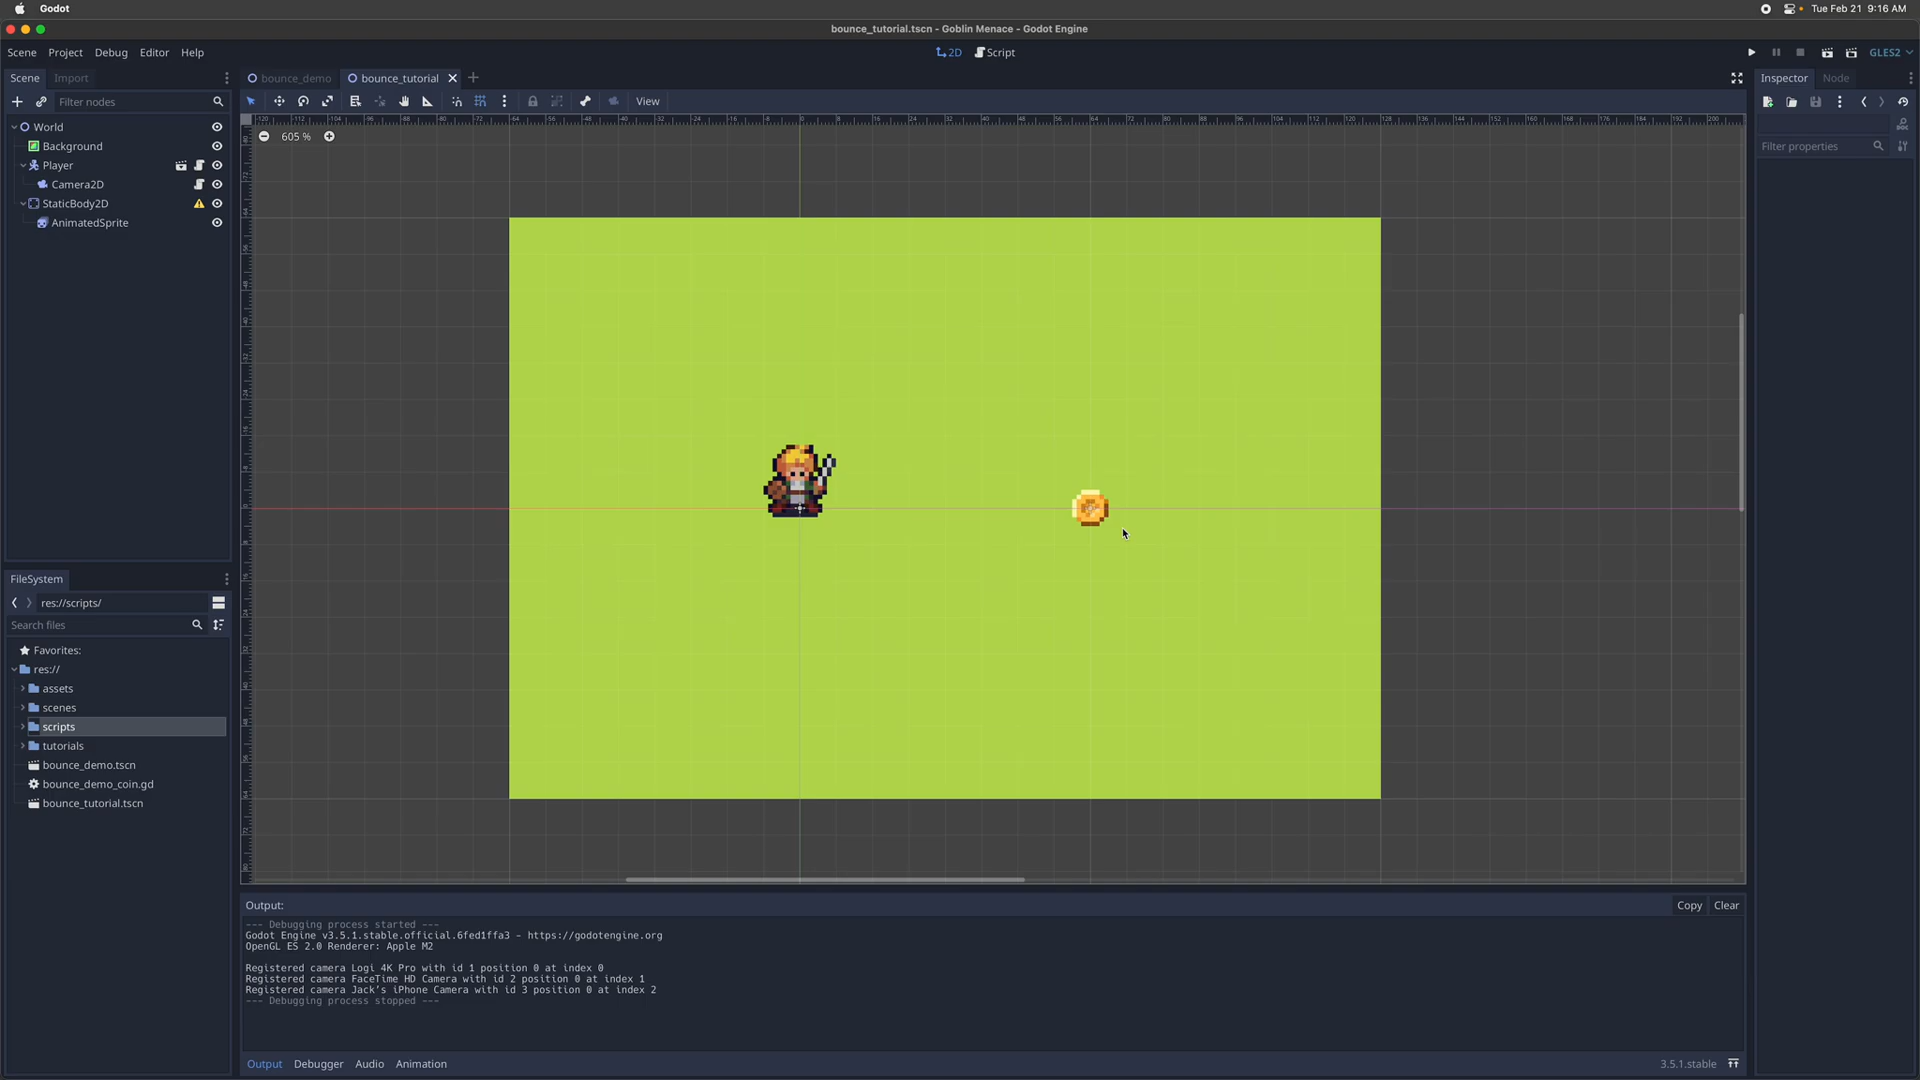 Godot
Tue Feb 21 9:16 AM
bounce_tutorial.tscn - Goblin Menace - Godot Engine
Scene Project Debug Editor Help
2D Script
GLES2
Scene Import
bounce_demo bounce_tutorial
Inspector Node
Filter nodes
View
605 %
Filter properties
World
Background
Player
Camera2D
StaticBody2D
AnimatedSprite
FileSystem
res://scripts/
Search files
Favorites:
res://
assets
scenes
scripts
tutorials
bounce_demo.tscn
bounce_demo_coin.gd
bounce_tutorial.tscn
Output:
Copy Clear
--- Debugging process started ---
Godot Engine v3.5.1.stable.official.6fed1ffa3 - https://godotengine.org
OpenGL ES 2.0 Renderer: Apple M2
Registered camera Logi 4K Pro with id 1 position 0 at index 0
Registered camera FaceTime HD Camera with id 2 position 0 at index 1
Registered camera Jack's iPhone Camera with id 3 position 0 at index 2
--- Debugging process stopped ---
Output Debugger Audio Animation
3.5.1.stable